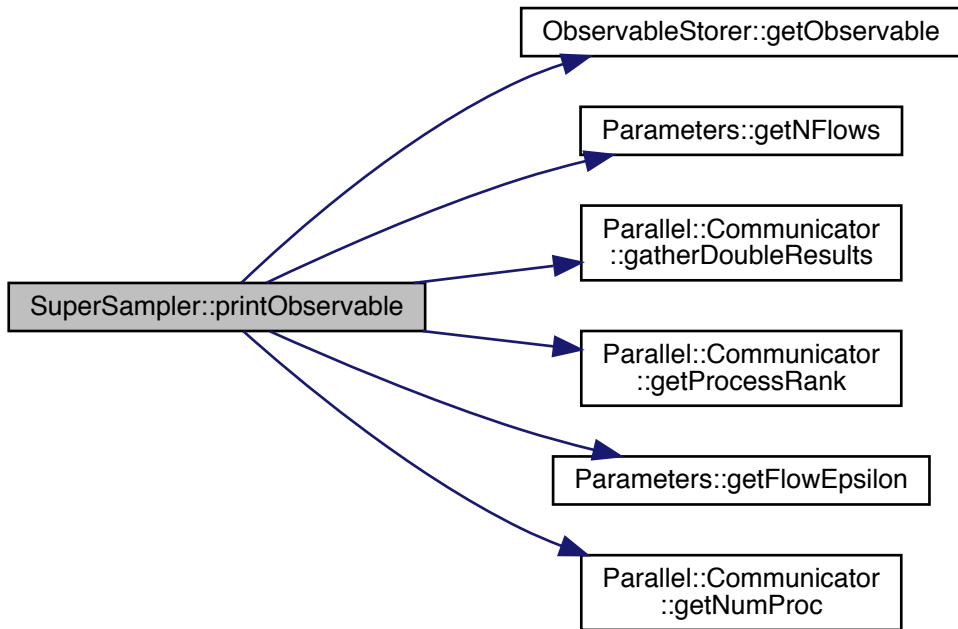 ObservableStorer::getObservable
Parameters::getNFlows
Parallel::Communicator
::gatherDoubleResults
SuperSampler::printObservable
Parallel::Communicator
::getProcessRank
Parameters::getFlowEpsilon
Parallel::Communicator
::getNumProc